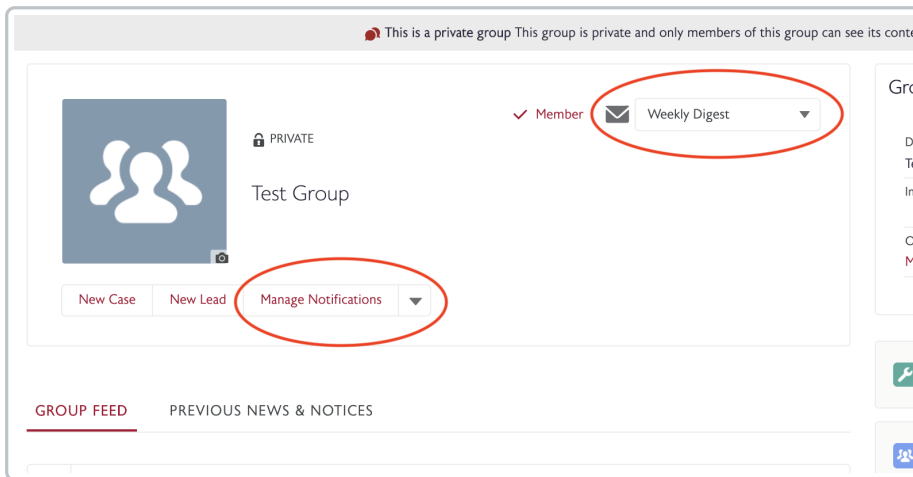 This is a private group This group is private and only members of this group can see its
Member
Weekly Digest
PRIVATE
Test Group
New Case
New Lead
Manage Notifications
GROUP FEED
PREVIOUS NEWS & NOTICES